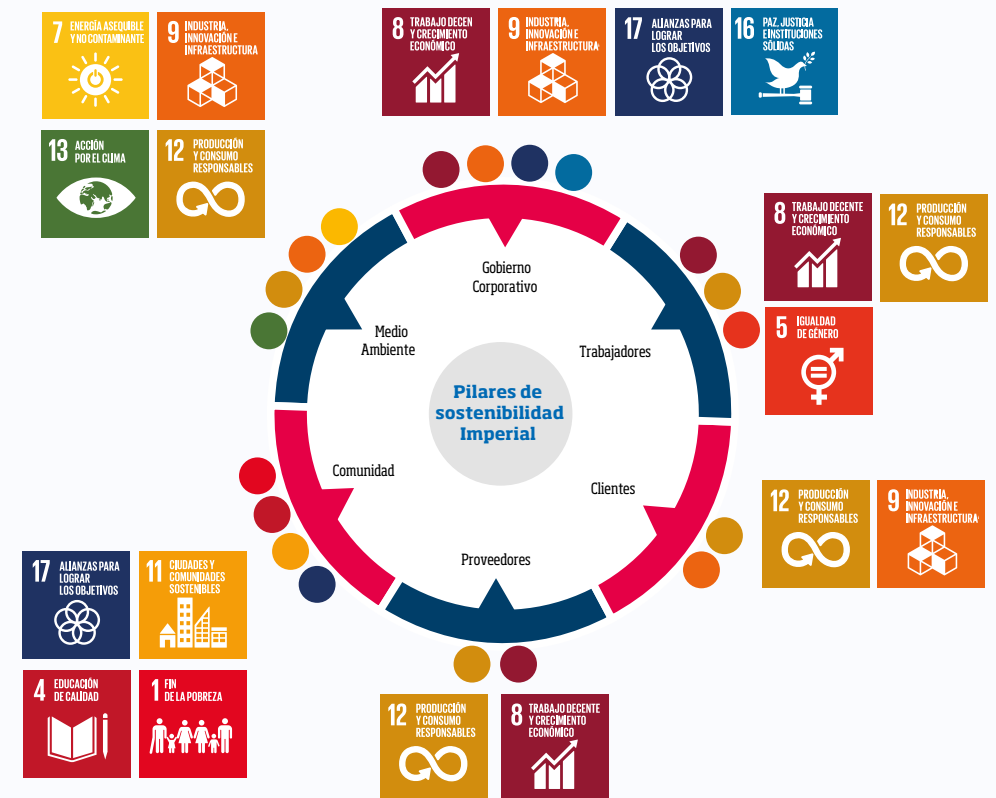 7 ENERGÍA ASEQUIBLE
Y NO CONTAMINANTE
9 INDUSTRIA,
INNOVACIÓN E
INFRAESTRUCTURA
13 ACCIÓN
POR EL CLIMA
12 PRODUCCIÓN
Y CONSUMO
RESPONSABLES
8 TRABAJO DECEN
Y CRECIMIENTO
ECONÓMICO
9 INDUSTRIA,
INNOVACIÓN E
INFRAESTRUCTURA
17 ALIANZAS PARA
LOGRAR
LOS OBJETIVOS
16 PAZ, JUSTICIA
E INSTITUCIONES
SÓLIDAS
8 TRABAJO DECENTE
Y CRECIMIENTO
ECONÓMICO
12 PRODUCCIÓN
Y CONSUMO
RESPONSABLES
5 IGUALDAD
DE GÉNERO
Gobierno
Corporativo
Medio
Ambiente
Trabajadores
Pilares de
sostenibilidad
Imperial
Comunidad
Clientes
Proveedores
12 PRODUCCIÓN
Y CONSUMO
RESPONSABLES
9 INDUSTRIA,
INNOVACIÓN E
INFRAESTRUCTURA
17 ALIANZAS PARA
LOGRAR
LOS OBJETIVOS
11 CIUDADES Y
COMUNIDADES
SOSTENIBLES
4 EDUCACIÓN
DE CALIDAD
1 FIN
DE LA POBREZA
12 PRODUCCIÓN
Y CONSUMO
RESPONSABLES
8 TRABAJO DECENTE
Y CRECIMIENTO
ECONÓMICO